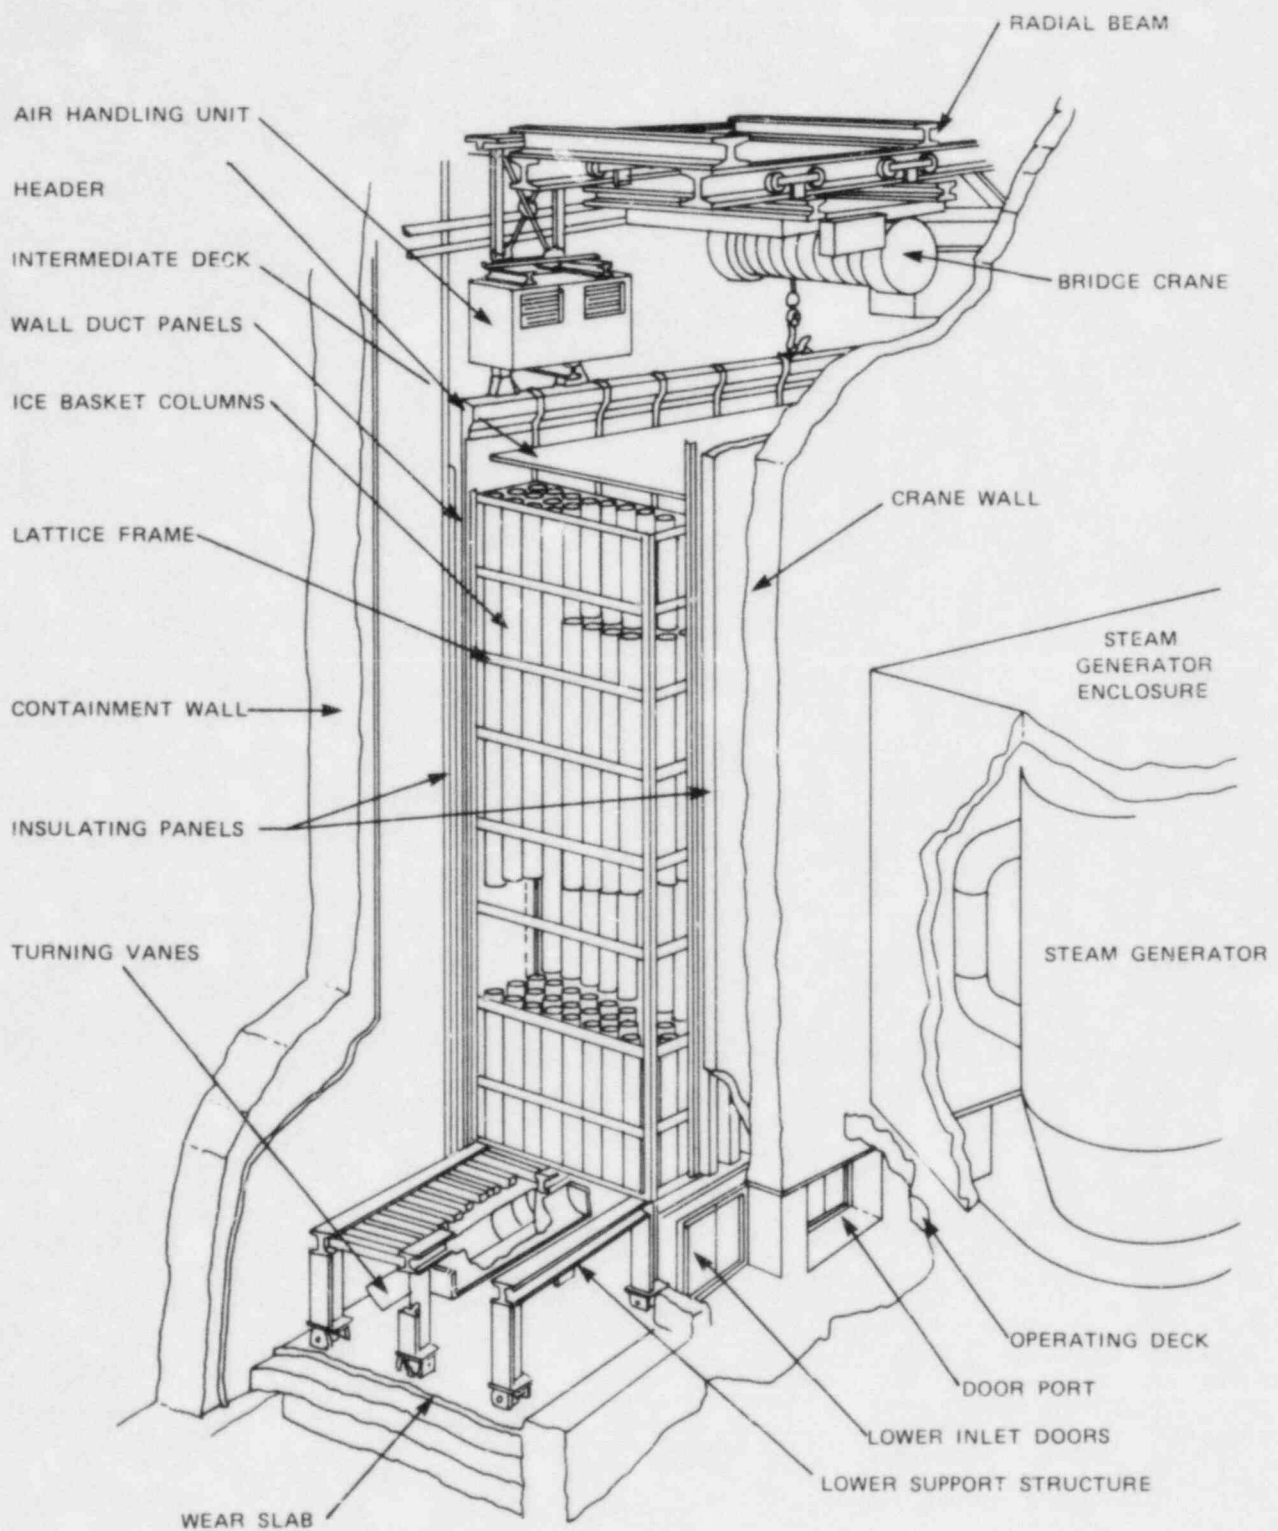 RADIAL BEAM
AIR HANDLING UNIT
HEADER
INTERMEDIATE DECK
BRIDGE CRANE
WALL DUCT PANELS
ICE BASKET COLUMNS
CRANE WALL
LATTICE FRAME
STEAM
GENERATOR
ENCLOSURE
CONTAINMENT WALL
INSULATING PANELS
TURNING VANES
STEAM GENERATOR
OPERATING DECK
DOOR PORT
LOWER INLET DOORS
LOWER SUPPORT STRUCTURE
WEAR SLAB